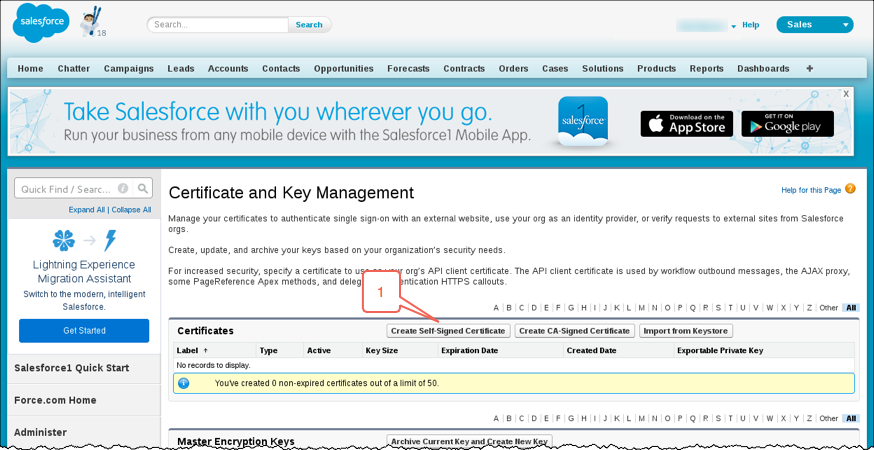 salesforce
18
Search...
Search
Help
Sales
Home Chatter Campaigns Leads Accounts Contacts Opportunities Forecasts Contracts Orders Cases Solutions Products Reports Dashboards +
Take Salesforce with you wherever you go.
Run your business from any mobile device with the Salesforce1 Mobile App.
1
salesforce
Download on the
App Store
GET IT ON
Google play
X
Quick Find / Searc...
Expand All | Collapse All
Lightning Experience
Migration Assistant
Switch to the modern, intelligent
Salesforce.
Get Started
Salesforce1 Quick Start
Force.com Home
Administer
Certificate and Key Management
Help for this Page
Manage your certificates to authenticate single sign-on with an external website, use your org as an identity provider, or verify requests to external sites from Salesforce
orgs.
Create, update, and archive your keys based on your organization's security needs.
For increased security, specify a certificate to use as your org's API client certificate. The API client certificate is used by workflow outbound messages, the AJAX proxy,
some PageReference Apex methods, and HTTPS callouts.
1
A | B | C | D | E | F | G | H | I | J | K | L | M | N | O | P | Q | R | S | T | U | V | W | X | Y | Z | Other All
Certificates
Create Self-Signed Certificate Create CA-Signed Certificate Import from Keystore
Label ↑ Type Active Key Size Expiration Date Created Date Exportable Private Key
No records to display.
You've created 0 non-expired certificates out of a limit of 50.
A | B | C | D | E | F | G | H | I | J | K | L | M | N | O | P | Q | R | S | T | U | V | W | X | Y | Z | Other All
Master Encryption Keys
Archive Current Key and Create New Key